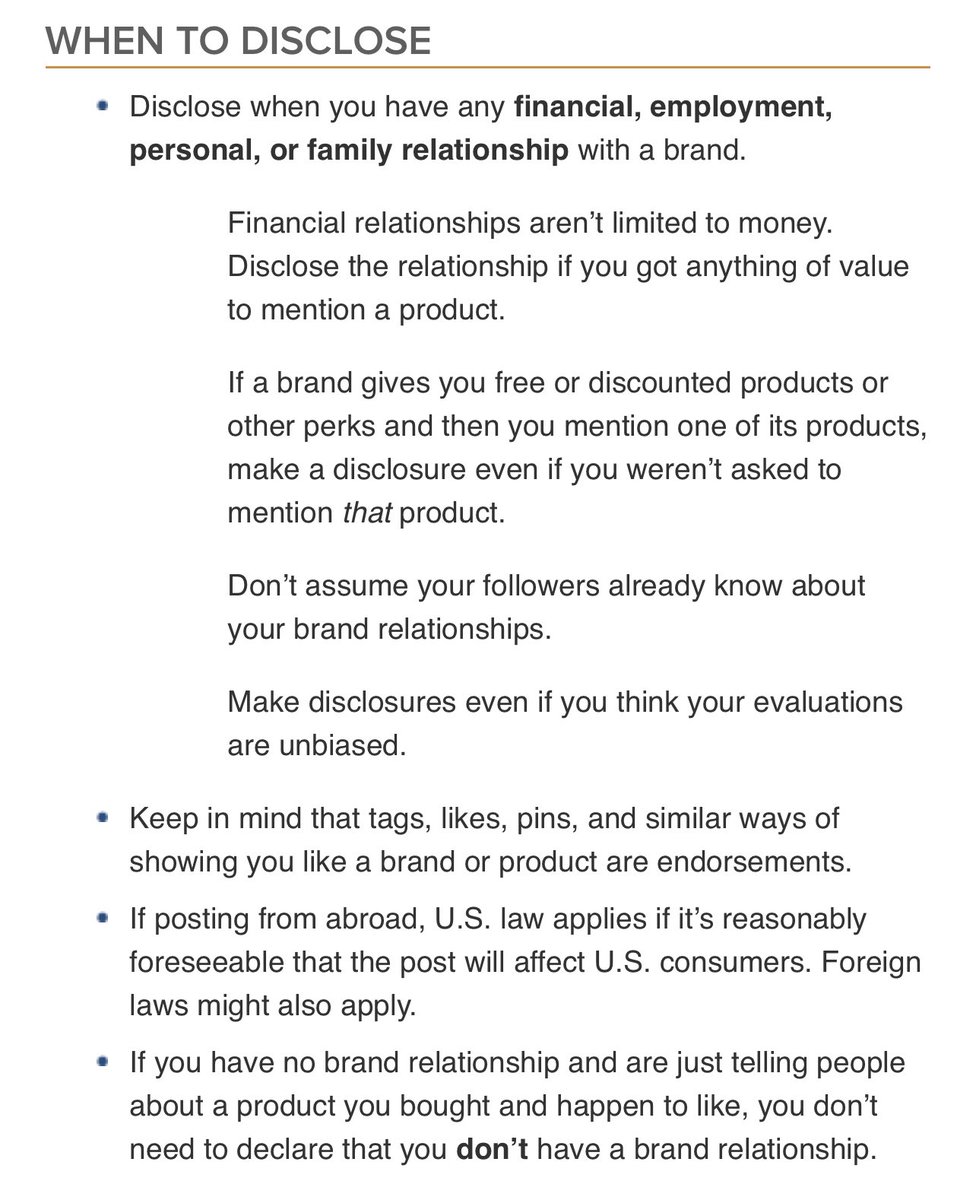 WHEN TO DISCLOSE
Disclose when you have any financial, employment,
personal, or family relationship with a brand.
Financial relationships aren’t limited to money.
Disclose the relationship if you got anything of value
to mention a product.
If a brand gives you free or discounted products or
other perks and then you mention one of its products,
make a disclosure even if you weren’t asked to
mention that product.
Don’t assume your followers already know about
your brand relationships.
Make disclosures even if you think your evaluations
are unbiased.
Keep in mind that tags, likes, pins, and similar ways of
showing you like a brand or product are endorsements.
If posting from abroad, U.S. law applies if it’s reasonably
foreseeable that the post will affect U.S. consumers. Foreign
laws might also apply.
If you have no brand relationship and are just telling people
about a product you bought and happen to like, you don’t
need to declare that you don’t have a brand relationship.